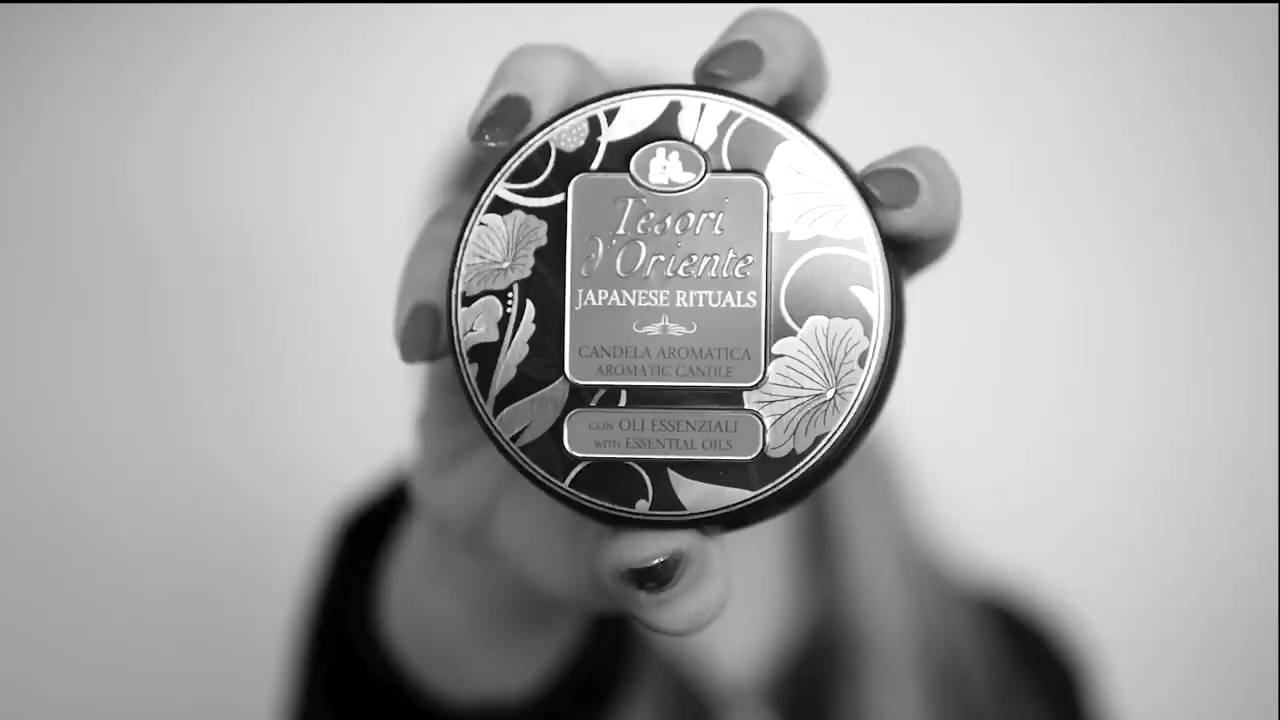 Tesori
d'Oriente
JAPANESE RITUALS
CANDELA AROMATICA
AROMATIC CANDLE
CON OLI ESSENZIALI
WITH ESSENTIAL OILS